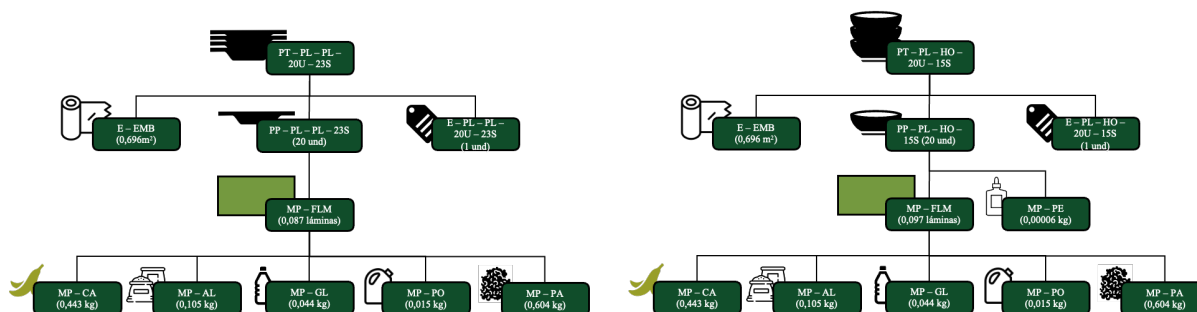 PT – PL – PL –
20U – 23S
E – EMB
(0,696m²)
PP – PL – PL – 23S
(20 und)
E – PL – PL –
20U – 23S
(1 und)
MP – FLM
(0,087 láminas)
MP – CA
(0,443 kg)
MP – AL
(0,105 kg)
MP – GL
(0,044 kg)
MP – PO
(0,015 kg)
MP – PA
(0,604 kg)
PT – PL – HO –
20U – 15S
E – EMB
(0,696 m²)
PP – PL – HO –
15S (20 und)
E – PL – HO –
20U – 15S
(1 und)
MP – FLM
(0,097 láminas)
MP – PE
(0,00006 kg)
MP – CA
(0,443 kg)
MP – AL
(0,105 kg)
MP – GL
(0,044 kg)
MP – PO
(0,015 kg)
MP – PA
(0,604 kg)